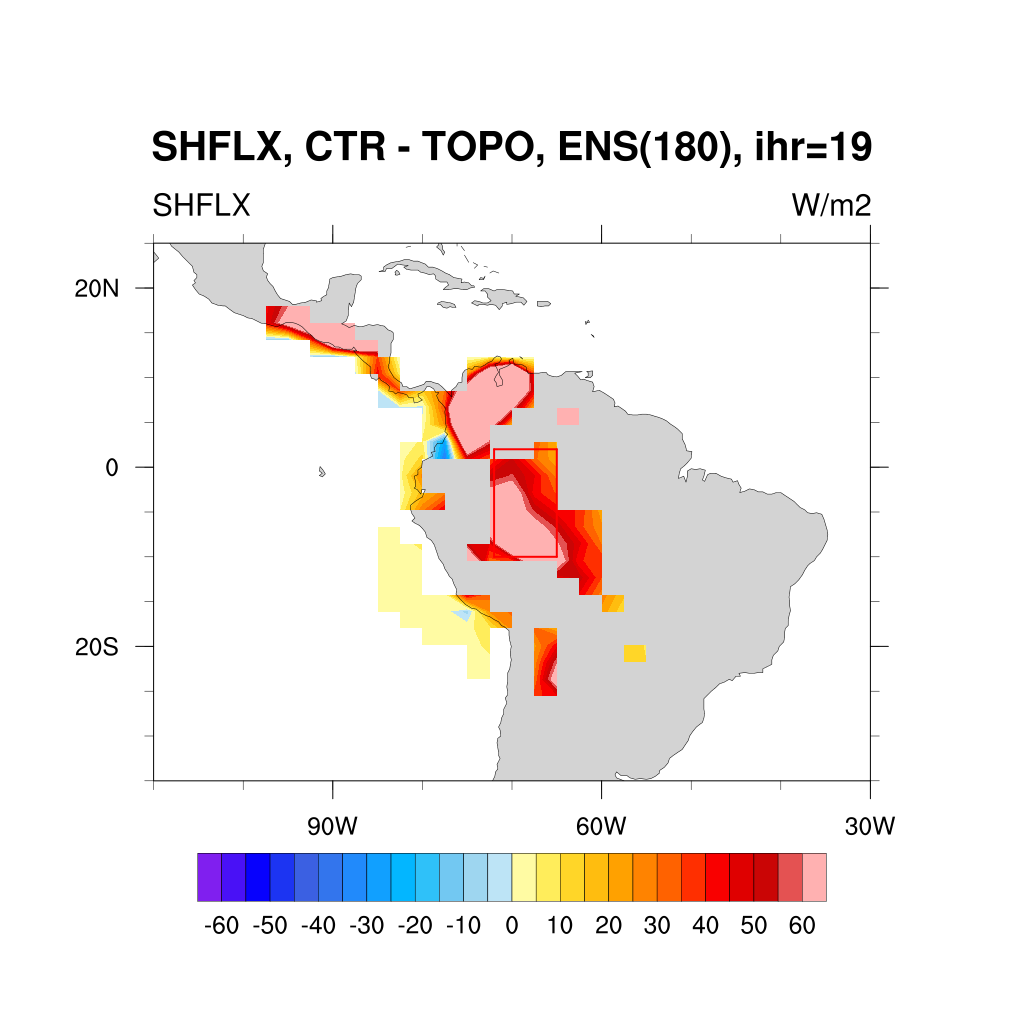 SHFLX, CTR - TOPO, ENS(180), ihr=19
SHFLX W/m2
20N
0
20S
90W 60W 30W
-60 -50 -40 -30 -20 -10 0 10 20 30 40 50 60